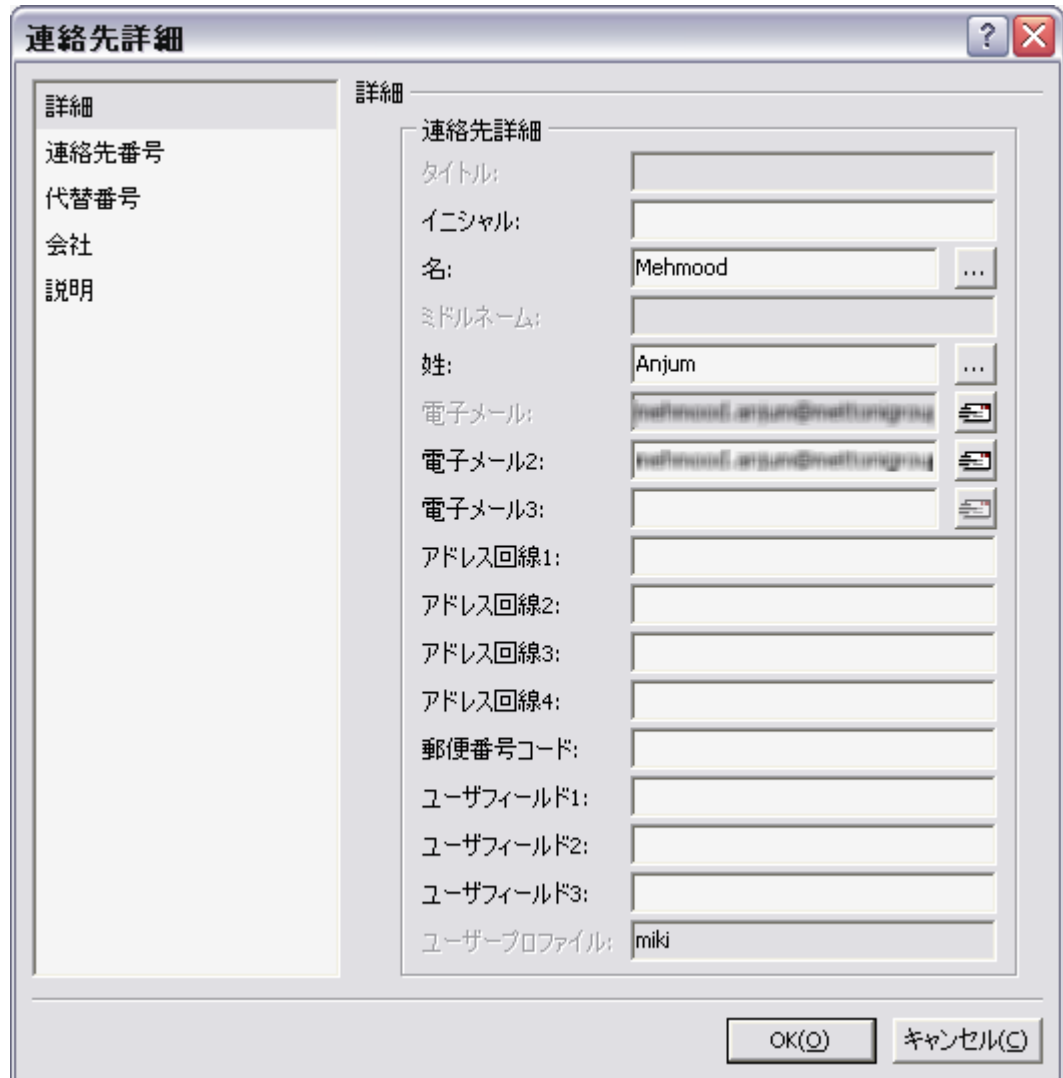 連絡先詳細
詳細
連絡先番号
代替番号
会社
説明
詳細
連絡先詳細
タイトル:
イニシャル:
名: Mehmood ...
ミドルネーム:
姓: Anjum ...
電子メール:
電子メール2:
電子メール3:
アドレス回線1:
アドレス回線2:
アドレス回線3:
アドレス回線4:
郵便番号コード:
ユーザフィールド1:
ユーザフィールド2:
ユーザフィールド3:
ユーザープロファイル: miki
OK(O) キャンセル(C)